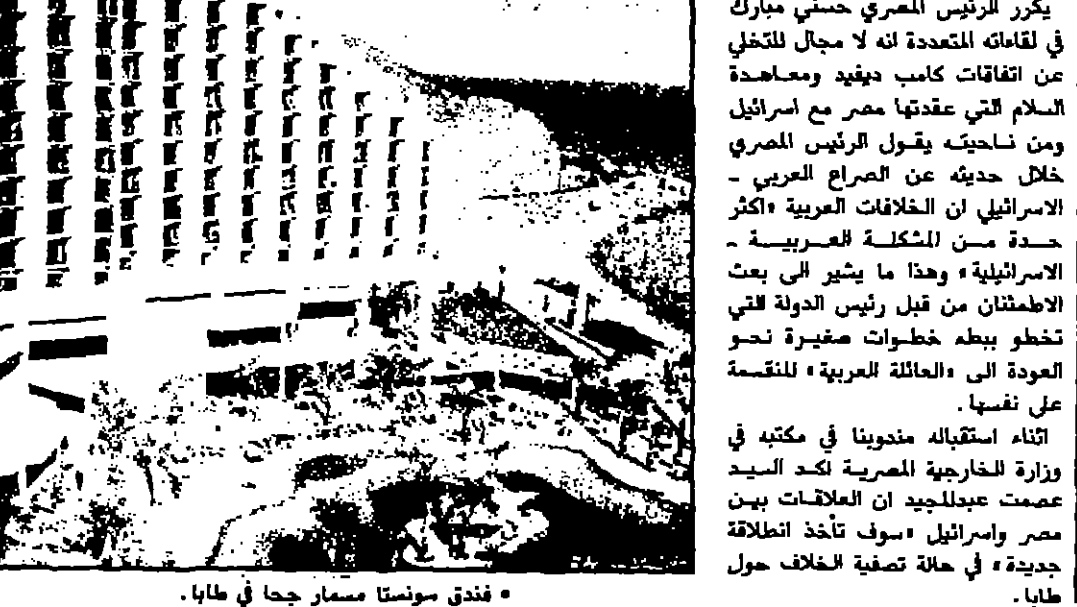 يكرر الرئيس المصري حسني مبارك
في لقاءاته المتعددة انه لا مجال للتخلي
عن اتفاقات كامب ديفيد ومعاهدة
السلام التي عقدتها مصر مع اسرائيل
ومن ناحيته يقول الرئيس المصري
خلال حديثه عن الصراع العربي -
الاسرائيلي ان الخلافات العربية «اكثر
حدة من المشكلة العربية -
الاسرائيلية» وهذا ما يشير الى بعث
الاطمئنان من قبل رئيس الدولة التي
تخطو ببطء خطوات صغيرة نحو
العودة الى «العائلة العربية» المنقسمة
على نفسها.
اثناء استقباله مندوبنا في مكتبه في
وزارة الخارجية المصرية اكد السيد
عصمت عبدالمجيد ان العلاقات بين
مصر واسرائيل «سوف تأخذ انطلاقة
جديدة» في حالة تصفية الخلاف حول
طابا.
• فندق سونستا مسمار جحا في طابا.